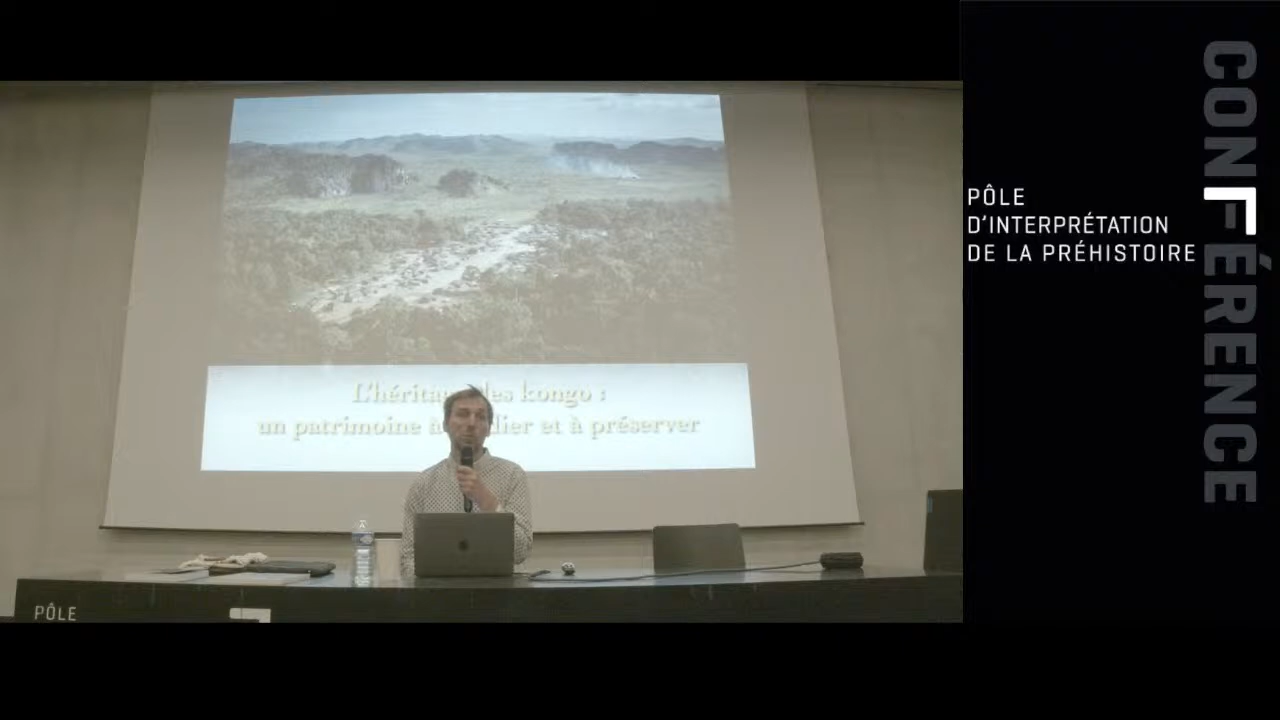 L'hérita des kongo :
un patrimoine à dier et à préserver
PÔLE
PÔLE
D'INTERPRÉTATION
DE LA PRÉHISTOIRE
CONFÉRENCE